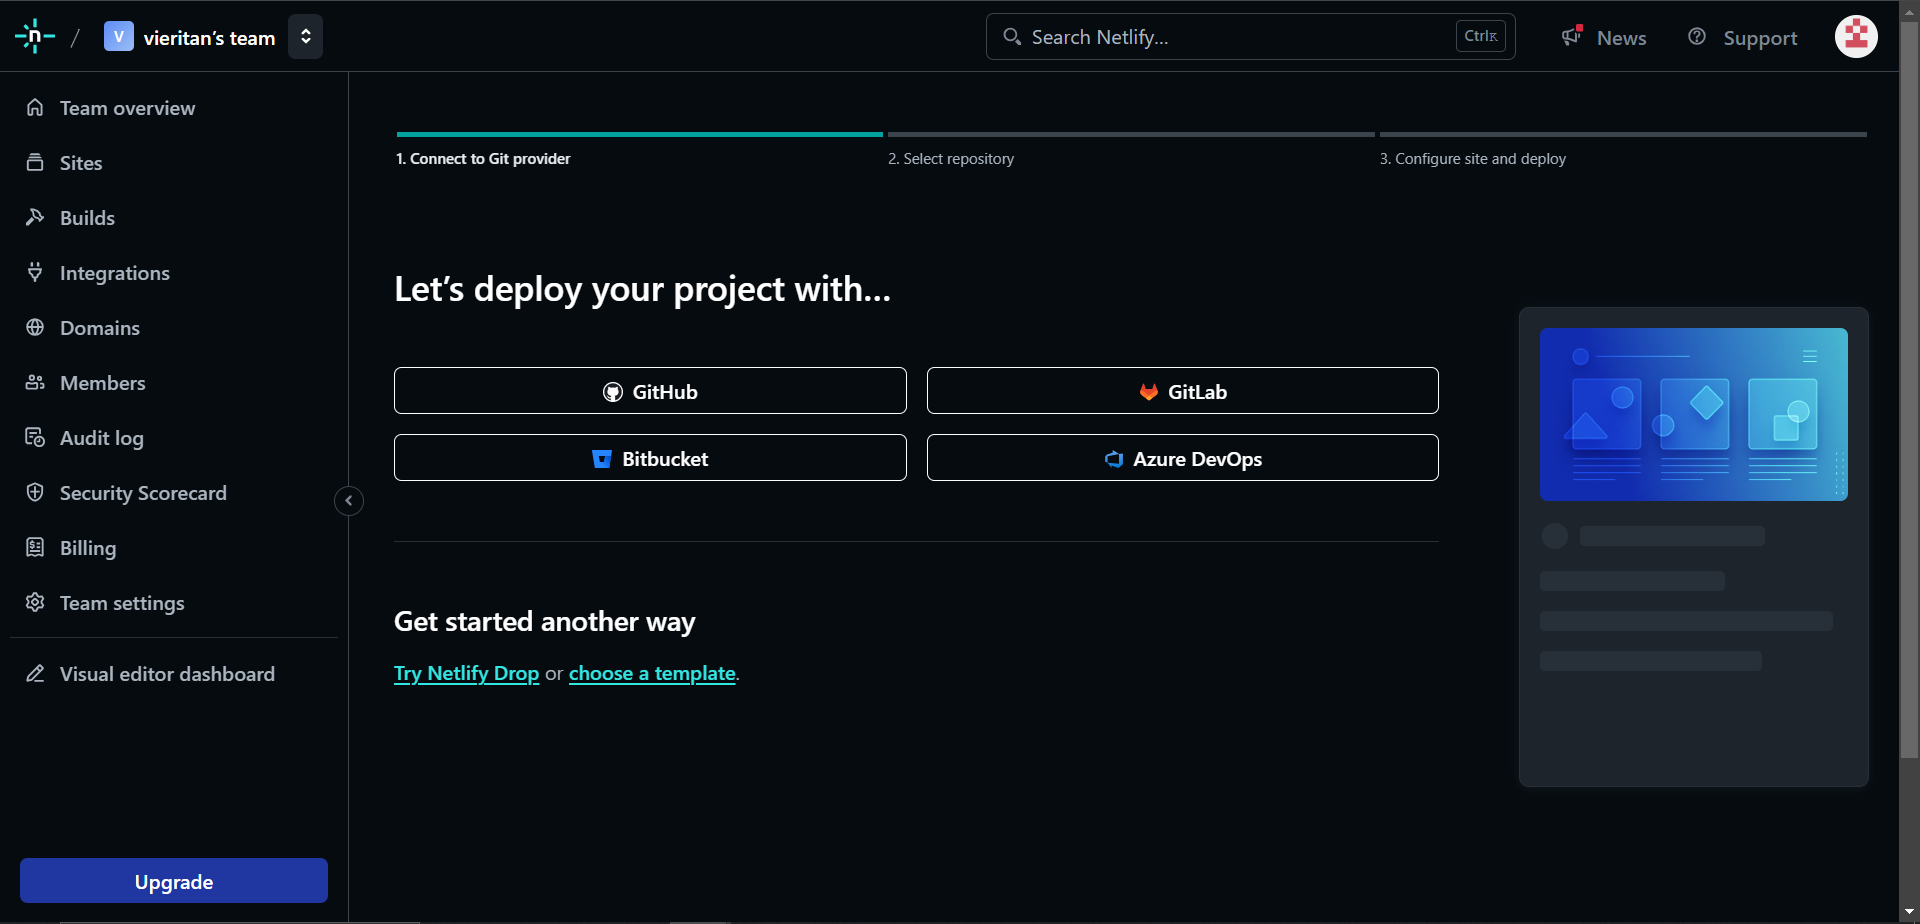 n / V vieritan’s team
Search Netlify... Ctrl K
News
Support
Team overview
Sites
Builds
Integrations
Domains
Members
Audit log
Security Scorecard
Billing
Team settings
Visual editor dashboard
Upgrade
1. Connect to Git provider
2. Select repository
3. Configure site and deploy
Let’s deploy your project with…
GitHub
GitLab
Bitbucket
Azure DevOps
Get started another way
Try Netlify Drop or choose a template.